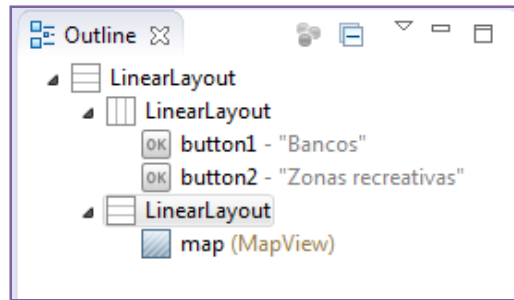 Outline
LinearLayout
LinearLayout
OK button1 - "Bancos"
OK button2 - "Zonas recreativas"
LinearLayout
map (MapView)